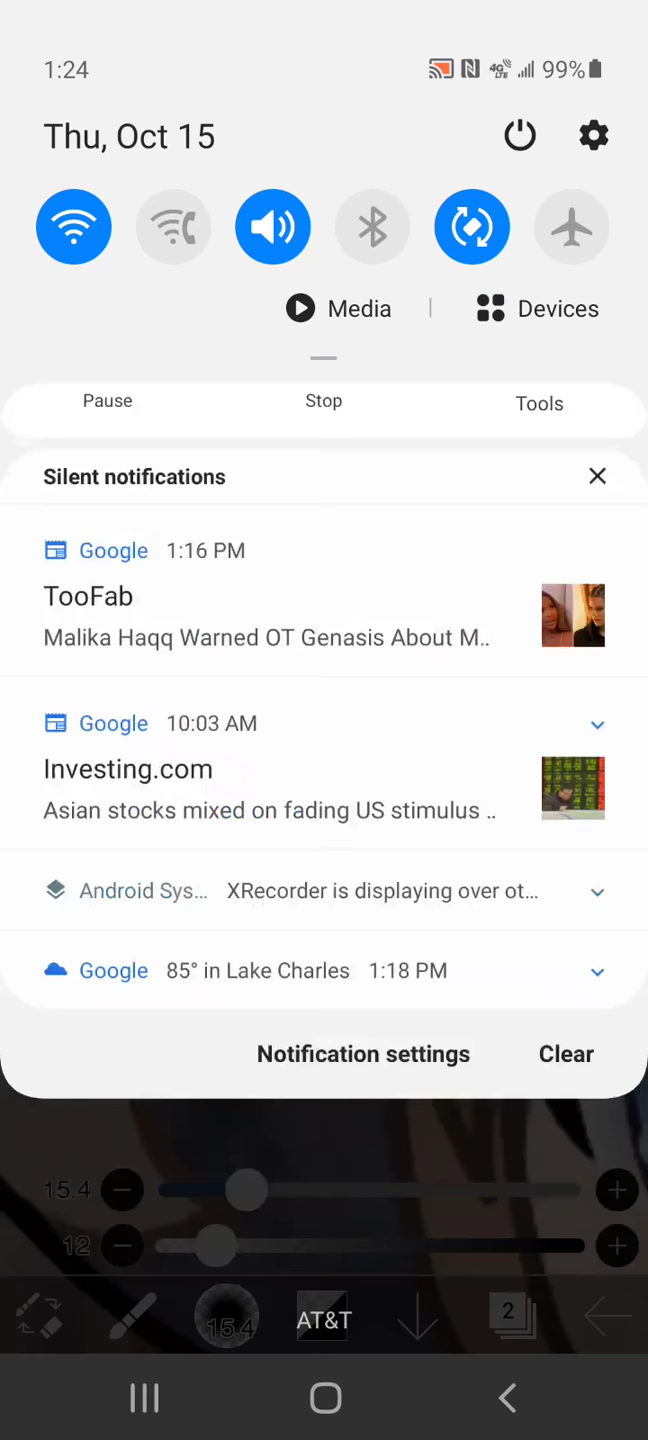 1:24 4G LTE 99%
Thu, Oct 15
Media | Devices
Pause Stop Tools
Silent notifications
Google 1:16 PM
TooFab
Malika Haqq Warned OT Genasis About M..
Google 10:03 AM
Investing.com
Asian stocks mixed on fading US stimulus ..
Android Sys... XRecorder is displaying over ot...
Google 85° in Lake Charles 1:18 PM
Notification settings Clear
15.4
12
15.4 AT&T 2